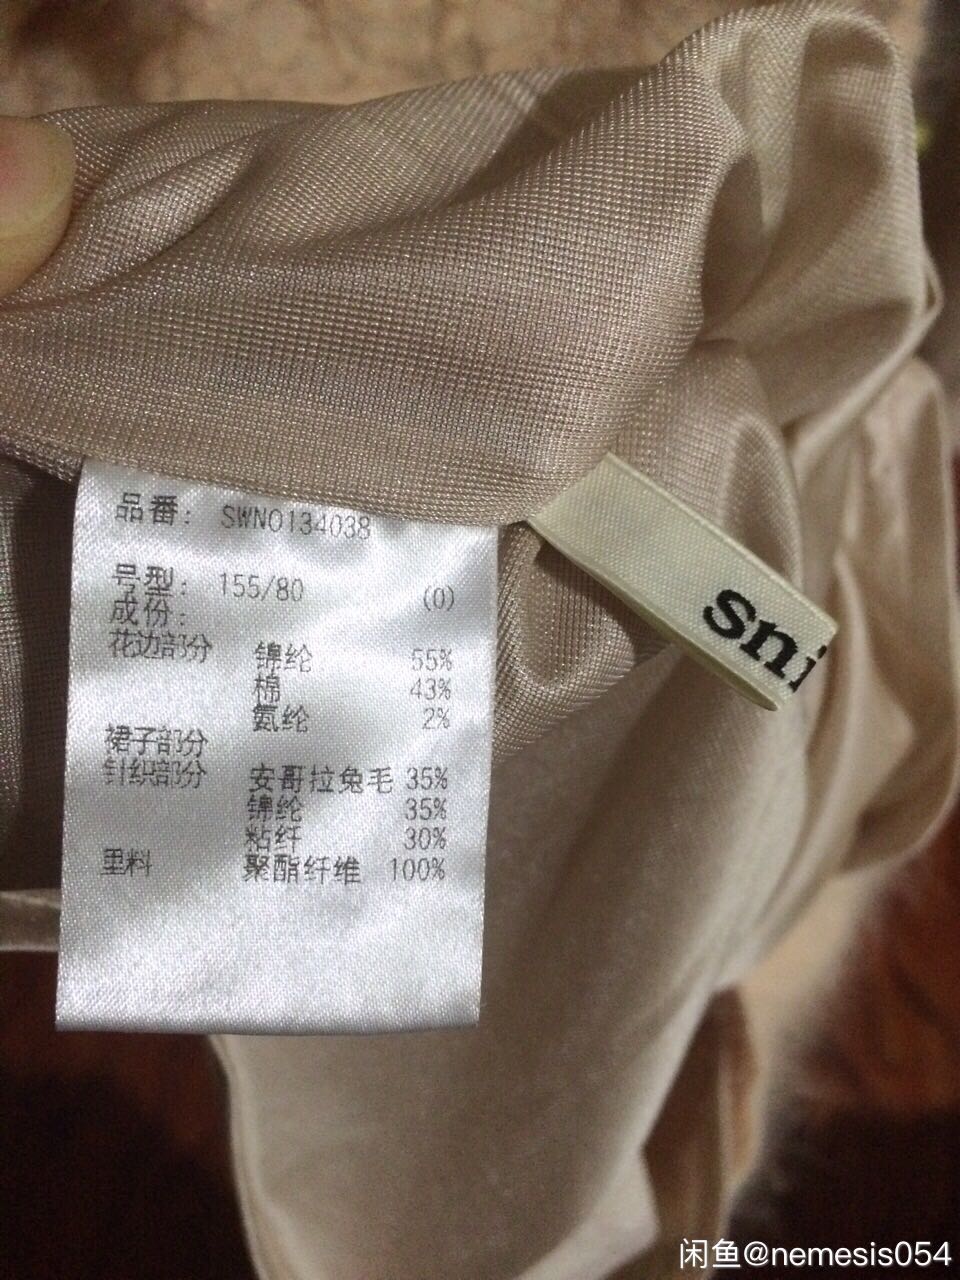 品番: SWNO134038
号型: 155/80 (0)
成份:
花边部分 锦纶 55%
棉 43%
氨纶 2%
裙子部分
针织部分 安哥拉兔毛 35%
锦纶 35%
粘纤 30%
里料 聚酯纤维 100%
sni
闲鱼@nemesis054